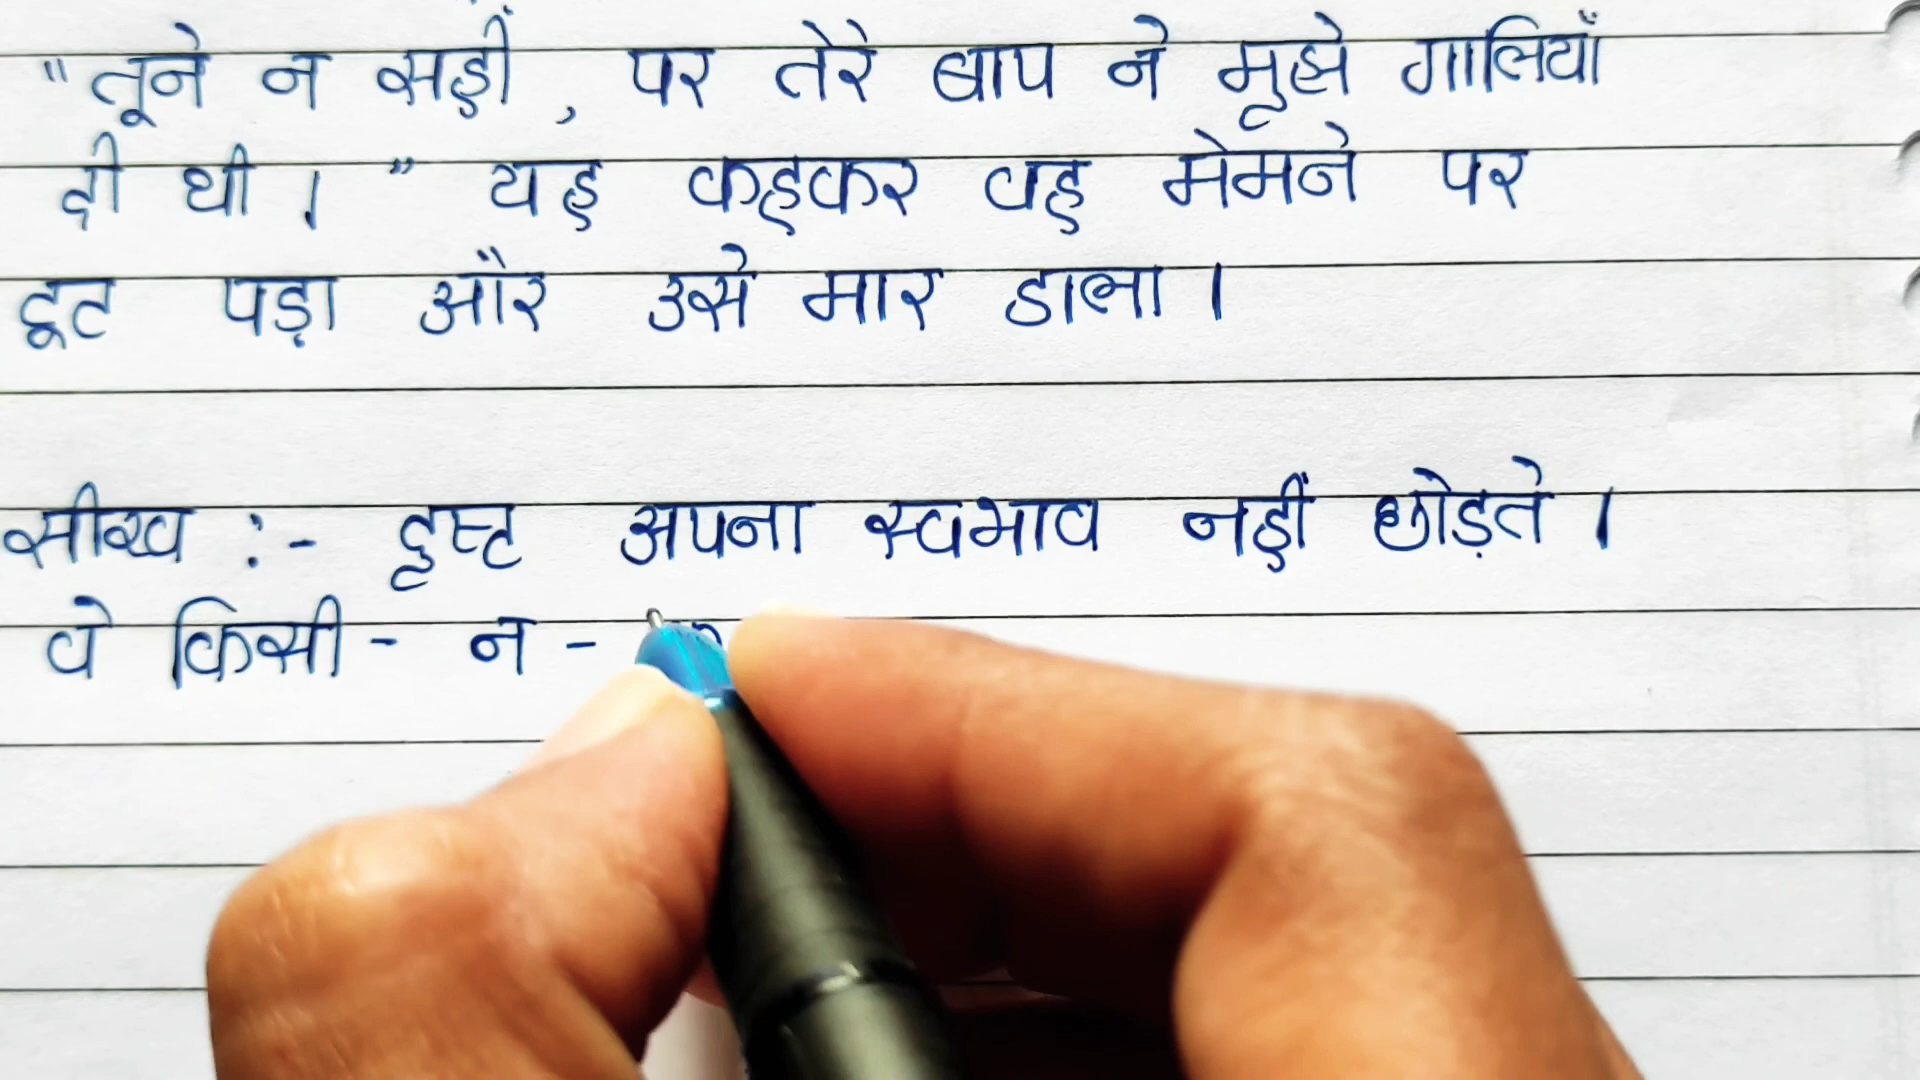 "तूने न सही, पर तेरे बाप ने मुझे गालियाँ
दी थी।" यह कहकर वह मेमने पर
टूट पड़ा और उसे मार डाला।
सीख :- दुष्ट अपना स्वभाव नहीं छोड़ते।
वे किसी - न -